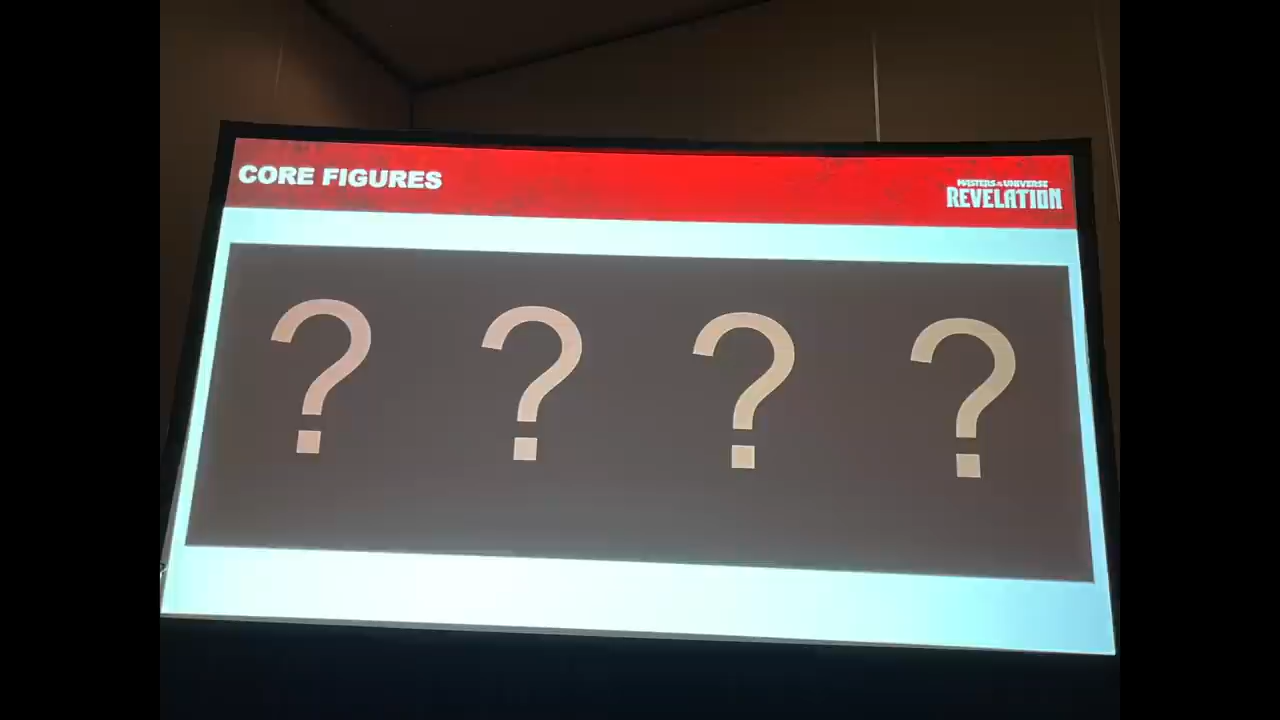 CORE FIGURES
MASTERS OF THE UNIVERSE
REVELATION
? ? ? ?